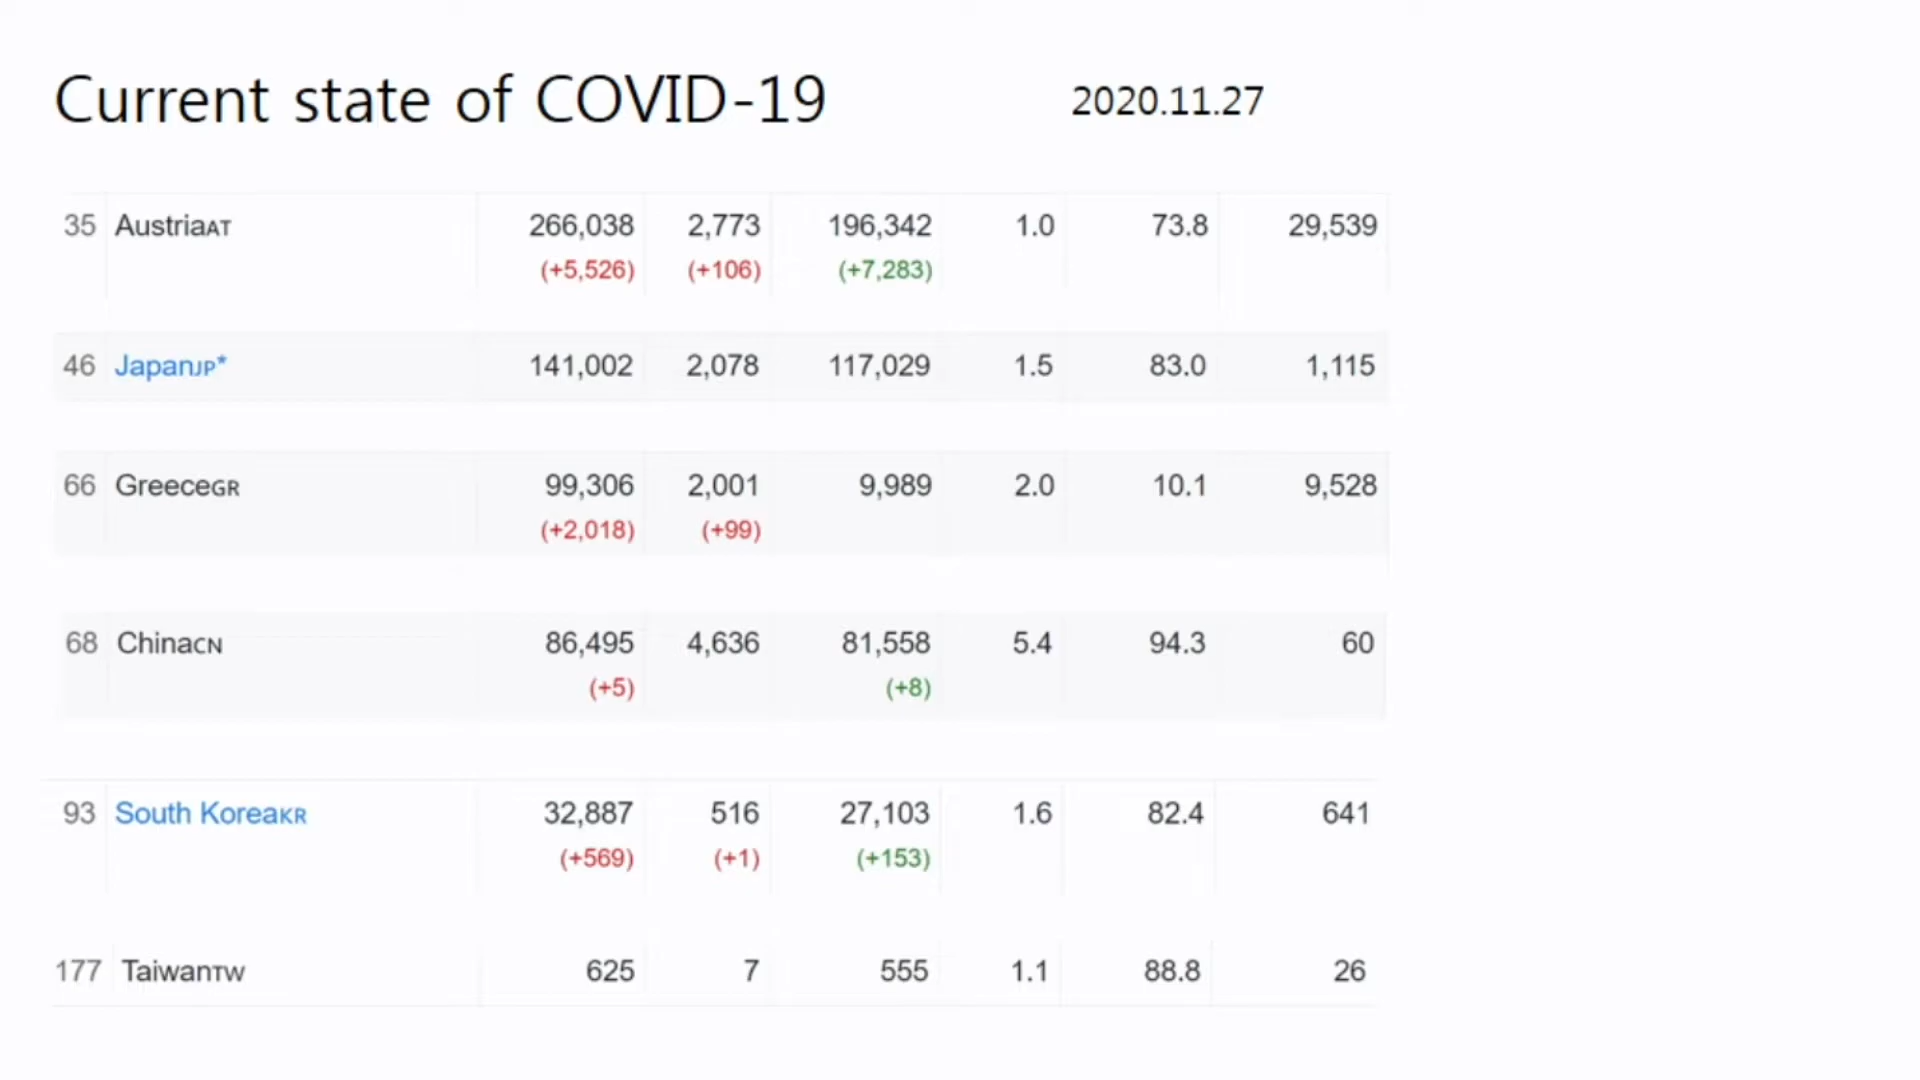 Current state of COVID-19 2020.11.27
35 AustriaAT 266,038 2,773 196,342 1.0 73.8 29,539
(+5,526) (+106) (+7,283)
46 JapanJP* 141,002 2,078 117,029 1.5 83.0 1,115
66 GreeceGR 99,306 2,001 9,989 2.0 10.1 9,528
(+2,018) (+99)
68 ChinaCN 86,495 4,636 81,558 5.4 94.3 60
(+5) (+8)
93 South KoreaKR 32,887 516 27,103 1.6 82.4 641
(+569) (+1) (+153)
177 TaiwanTW 625 7 555 1.1 88.8 26